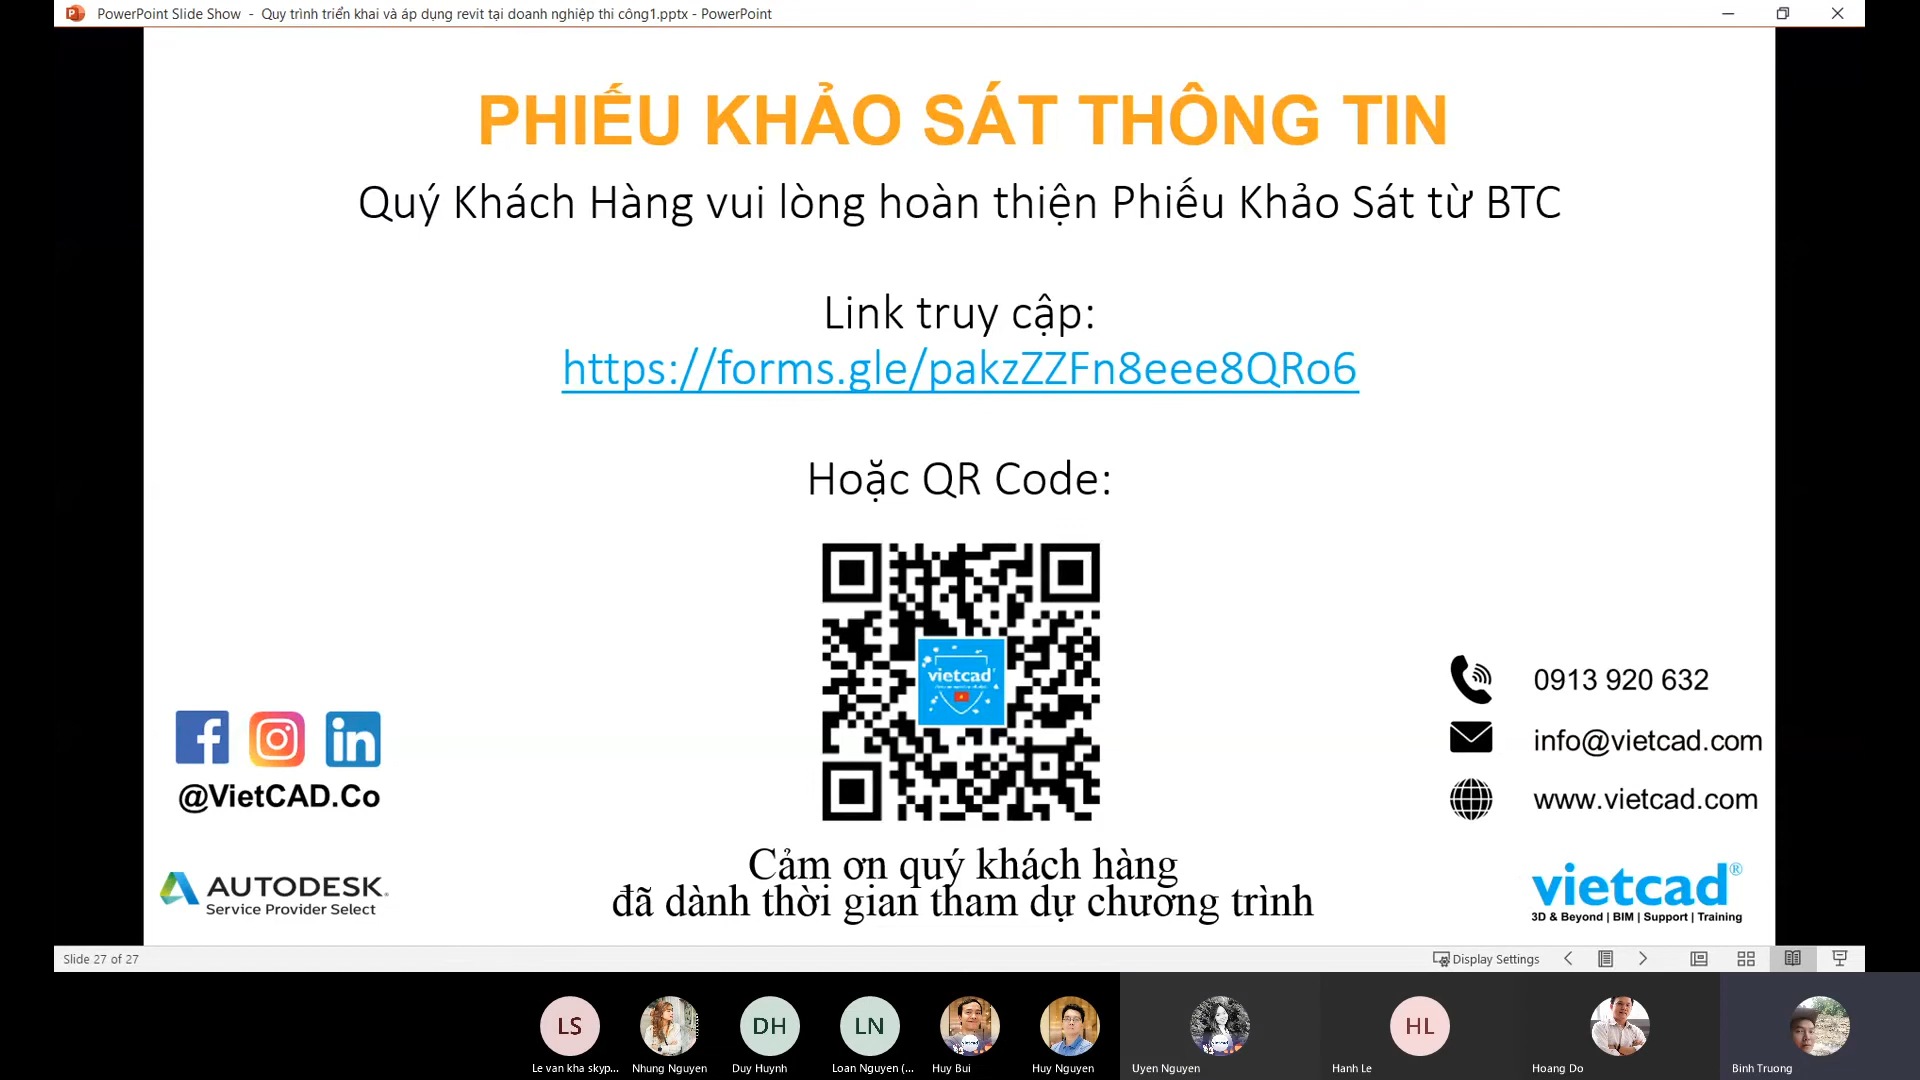 PowerPoint Slide Show - Quy trình triển khai và áp dụng revit tại doanh nghiệp thi công1.pptx - PowerPoint
PHIẾU KHẢO SÁT THÔNG TIN
Quý Khách Hàng vui lòng hoàn thiện Phiếu Khảo Sát từ BTC
Link truy cập:
https://forms.gle/pakzZZFn8eee8QRo6
Hoặc QR Code:
vietcad
0913 920 632
info@vietcad.com
www.vietcad.com
@VietCAD.Co
AUTODESK.
Service Provider Select
Cảm ơn quý khách hàng
đã dành thời gian tham dự chương trình
vietcad®
3D & Beyond | BIM | Support | Training
Slide 27 of 27
Display Settings
LS
DH
LN
HL
Le van kha skyp...
Nhung Nguyen
Duy Huynh
Loan Nguyen (...
Huy Bui
Huy Nguyen
Uyen Nguyen
Hanh Le
Hoang Do
Binh Truong